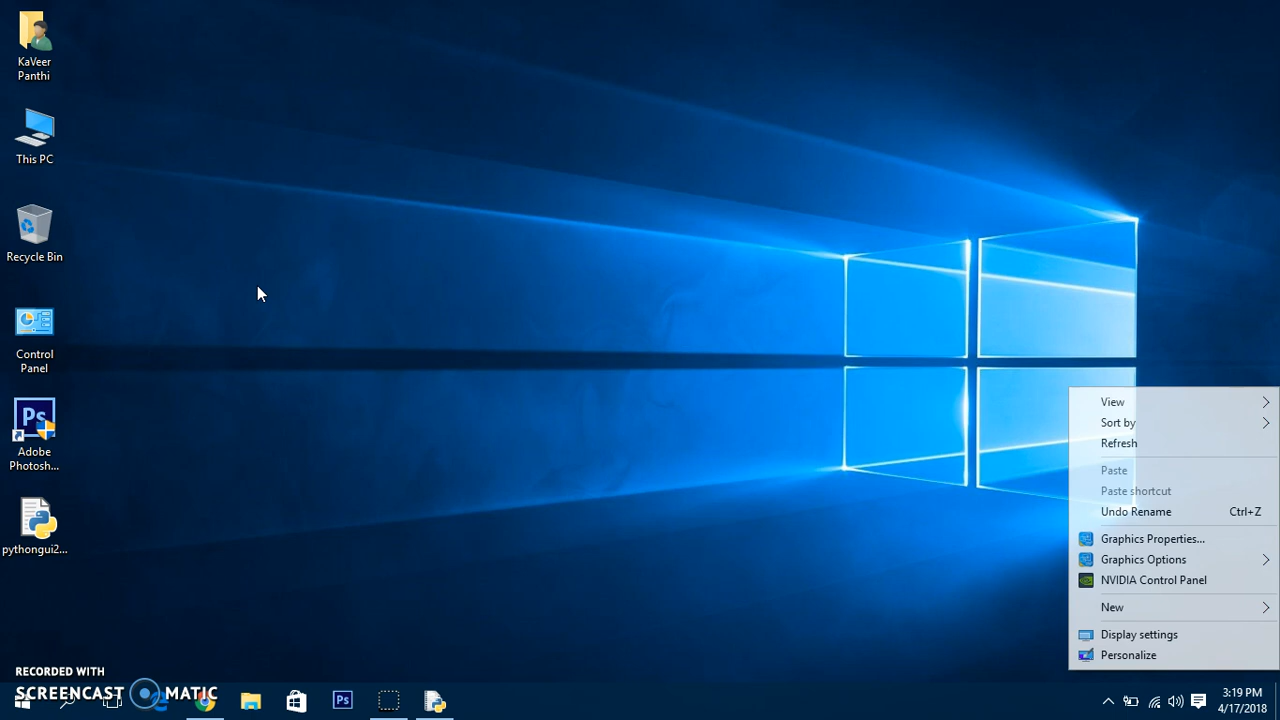 KaVeer
Panthi
This PC
Recycle Bin
Control
Panel
Ps
Adobe
Photosh...
pythongui2...
View
Sort by
Refresh
Paste
Paste shortcut
Undo Rename Ctrl+Z
Graphics Properties...
Graphics Options
NVIDIA Control Panel
New
Display settings
Personalize
RECORDED WITH
SCREENCAST MATIC
Ps
3:19 PM
4/17/2018